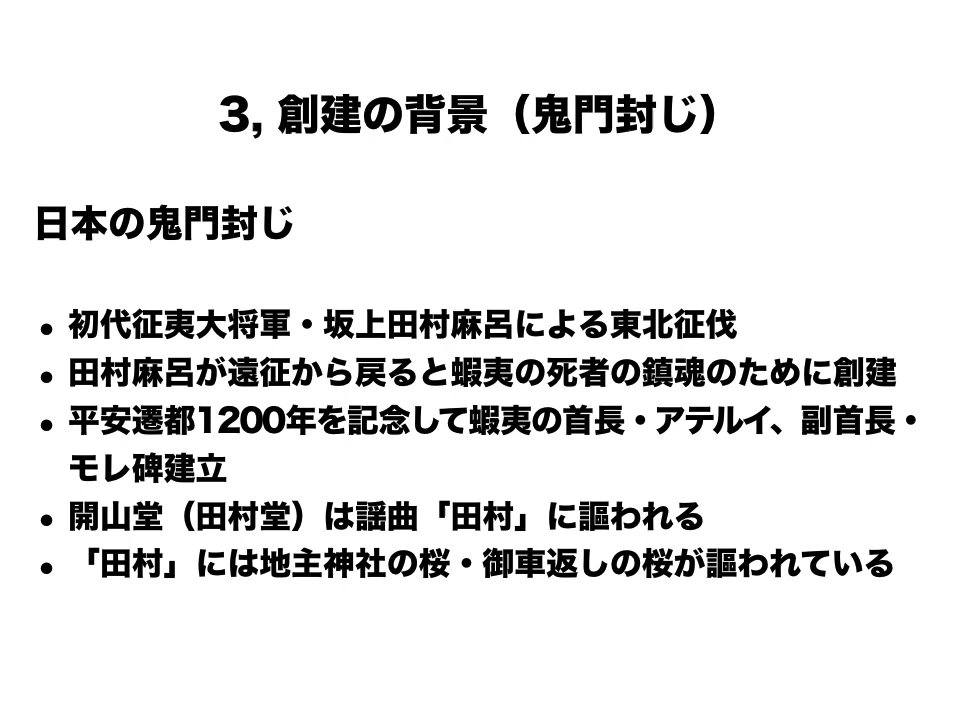 3, 創建の背景（鬼門封じ）
日本の鬼門封じ
• 初代征夷大将軍・坂上田村麻呂による東北征伐
• 田村麻呂が遠征から戻ると蝦夷の死者の鎮魂のために創建
• 平安遷都1200年を記念して蝦夷の首長・アテルイ、副首長・
モレ碑建立
• 開山堂（田村堂）は謡曲「田村」に謳われる
• 「田村」には地主神社の桜・御車返しの桜が謳われている